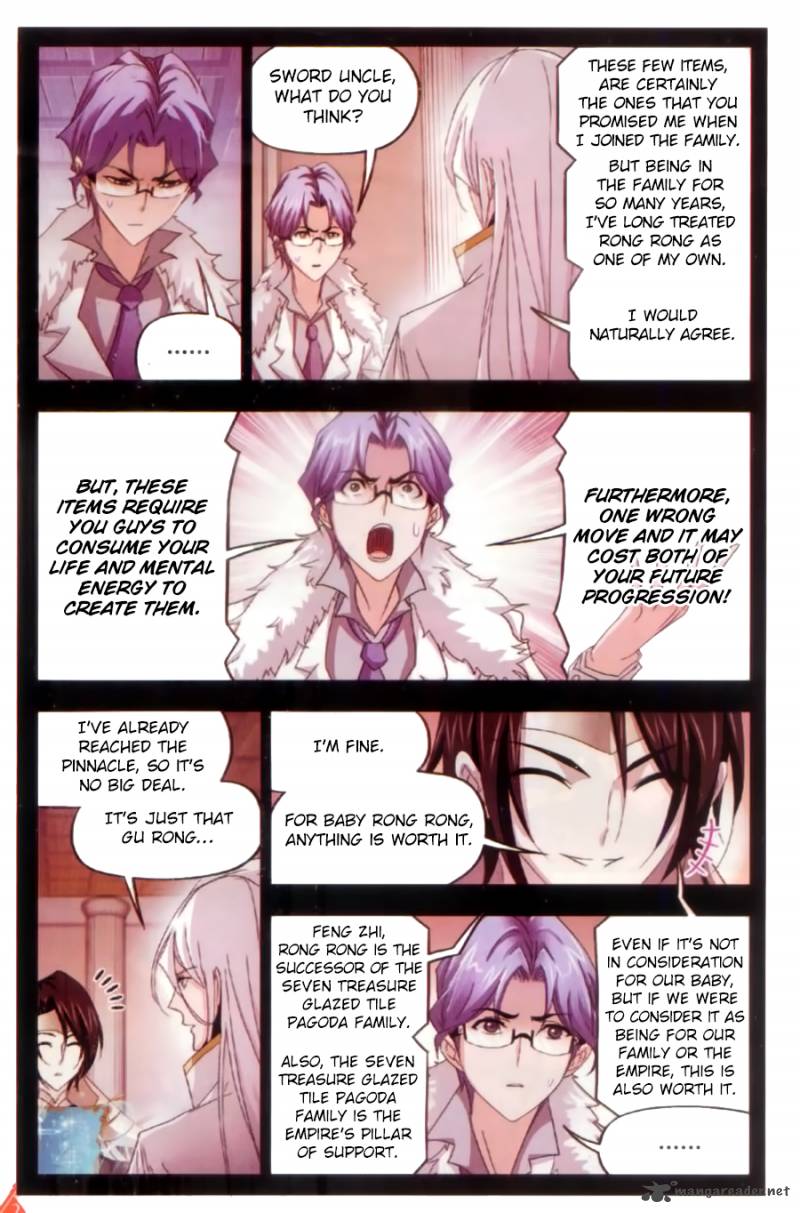 ......
SWORD UNCLE,
WHAT DO YOU
THINK?
THESE FEW ITEMS,
ARE CERTAINLY
THE ONES THAT YOU
PROMISED ME WHEN
I JOINED THE FAMILY.
BUT BEING IN
THE FAMILY FOR
SO MANY YEARS,
I'VE LONG TREATED
RONG RONG AS
ONE OF MY OWN.
I WOULD
NATURALLY AGREE.
BUT, THESE
ITEMS REQUIRE
YOU GUYS TO
CONSUME YOUR
LIFE AND MENTAL
ENERGY TO
CREATE THEM.
FURTHERMORE,
ONE WRONG
MOVE AND IT MAY
COST BOTH OF
YOUR FUTURE
PROGRESSION!
I'VE ALREADY
REACHED THE
PINNACLE, SO IT'S
NO BIG DEAL.
IT'S JUST THAT
GU RONG...
I'M FINE.
FOR BABY RONG RONG,
ANYTHING IS WORTH IT.
FENG ZHI,
RONG RONG IS THE
SUCCESSOR OF THE
SEVEN TREASURE
GLAZED TILE
PAGODA FAMILY.
ALSO, THE SEVEN
TREASURE GLAZED
TILE PAGODA
FAMILY IS THE
EMPIRE'S PILLAR
OF SUPPORT.
EVEN IF IT'S NOT
IN CONSIDERATION
FOR OUR BABY,
BUT IF WE WERE
TO CONSIDER IT AS
BEING FOR OUR
FAMILY OR THE
EMPIRE, THIS IS
ALSO WORTH IT.
......
mangareader.net